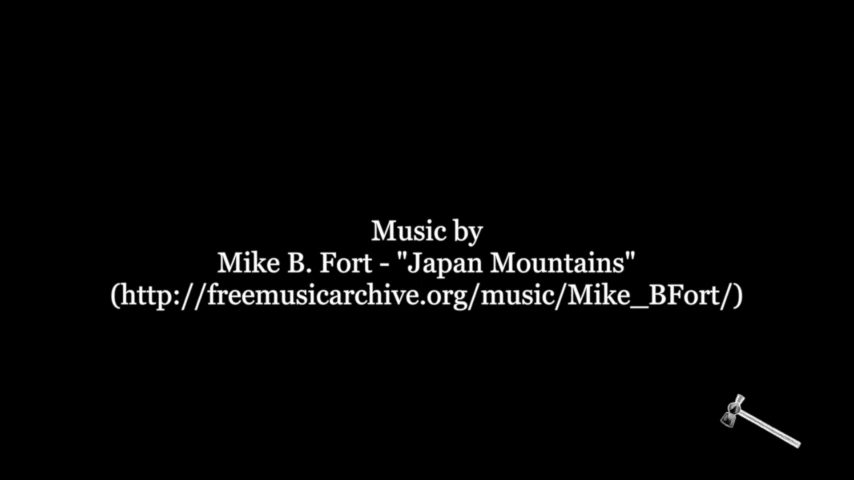 Music by
Mike B. Fort - "Japan Mountains"
(http://freemusicarchive.org/music/Mike_BFort/)